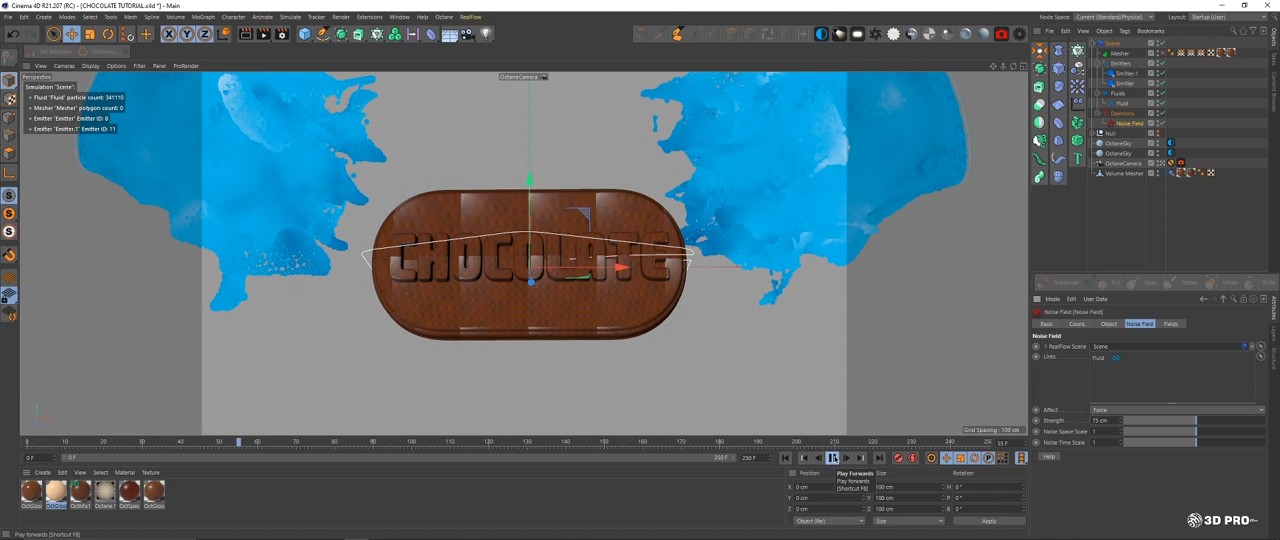 Cinema 4D R21.207 (RC) - [CHOCOLATE TUTORIAL.c4d *] - Main
File Edit Create Modes Select Tools Mesh Spline Volume MoGraph Character Animate Simulate Tracker Render Extensions Window Help Octane RealFlow
Node Space: Current (Standard/Physical) Layout: Startup (User)
View Cameras Display Options Filter Panel ProRender
Perspective
OctaneCamera
Simulation "Scene":
> Fluid "Fluid" particle count: 341110
> Mesher "Mesher" polygon count: 0
> Emitter "Emitter" Emitter ID: 8
> Emitter "Emitter.1" Emitter ID: 11
CHOCOLATE
Grid Spacing : 100 cm
File Edit View Object Tags Bookmarks
Scene
Mesher
Emitters
Emitter.1
Emitter
Fluids
Fluid
Daemons
Noise Field
Null
OctaneSky
OctaneSky
OctaneCamera
Volume Mesher
Objects
Content Browser
Mode Edit User Data
Noise Field [Noise Field]
Basic Coord. Object Noise Field Fields
Noise Field
RealFlow Scene Scene
Links Fluid
Affect Force
Strength 75 cm
Noise Space Scale 1
Noise Time Scale 1
Help
Attributes
Layers
Structure
0 10 20 30 40 50 60 70 80 90 100 110 120 130 140 150 160 170 180 190 200 210 220 230 240 250 55 F
0 F 0 F 250 F 250 F
Create Edit View Select Material Texture
OctGlos OctGlos OctMix1 Octane OctSpec OctGlos
Position Size Rotation
Play Forwards
Play forwards
[Shortcut F8]
X 0 cm X 100 cm H 0 °
Y 0 cm Y 100 cm P 0 °
Z 0 cm Z 100 cm B 0 °
Object (Rel) Size Apply
3D PRO
Play forwards [Shortcut F8]